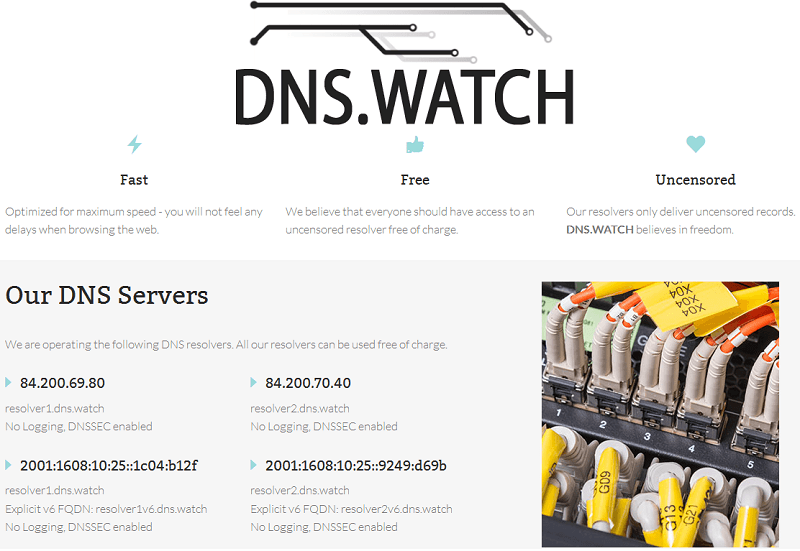 DNS.WATCH
Fast
Optimized for maximum speed - you will not feel any
delays when browsing the web.
Free
We believe that everyone should have access to an
uncensored resolver free of charge.
Uncensored
Our resolvers only deliver uncensored records.
DNS.WATCH believes in freedom.
Our DNS Servers
We are operating the following DNS resolvers. All our resolvers can be used free of charge.
84.200.69.80
resolver1.dns.watch
No Logging, DNSSEC enabled
84.200.70.40
resolver2.dns.watch
No Logging, DNSSEC enabled
2001:1608:10:25::1c04:b12f
resolver1.dns.watch
Explicit v6 FQDN: resolver1v6.dns.watch
No Logging, DNSSEC enabled
2001:1608:10:25::9249:d69b
resolver2.dns.watch
Explicit v6 FQDN: resolver2v6.dns.watch
No Logging, DNSSEC enabled
X04
X04
X04
1 2 3 4 5
G09
G13
G21